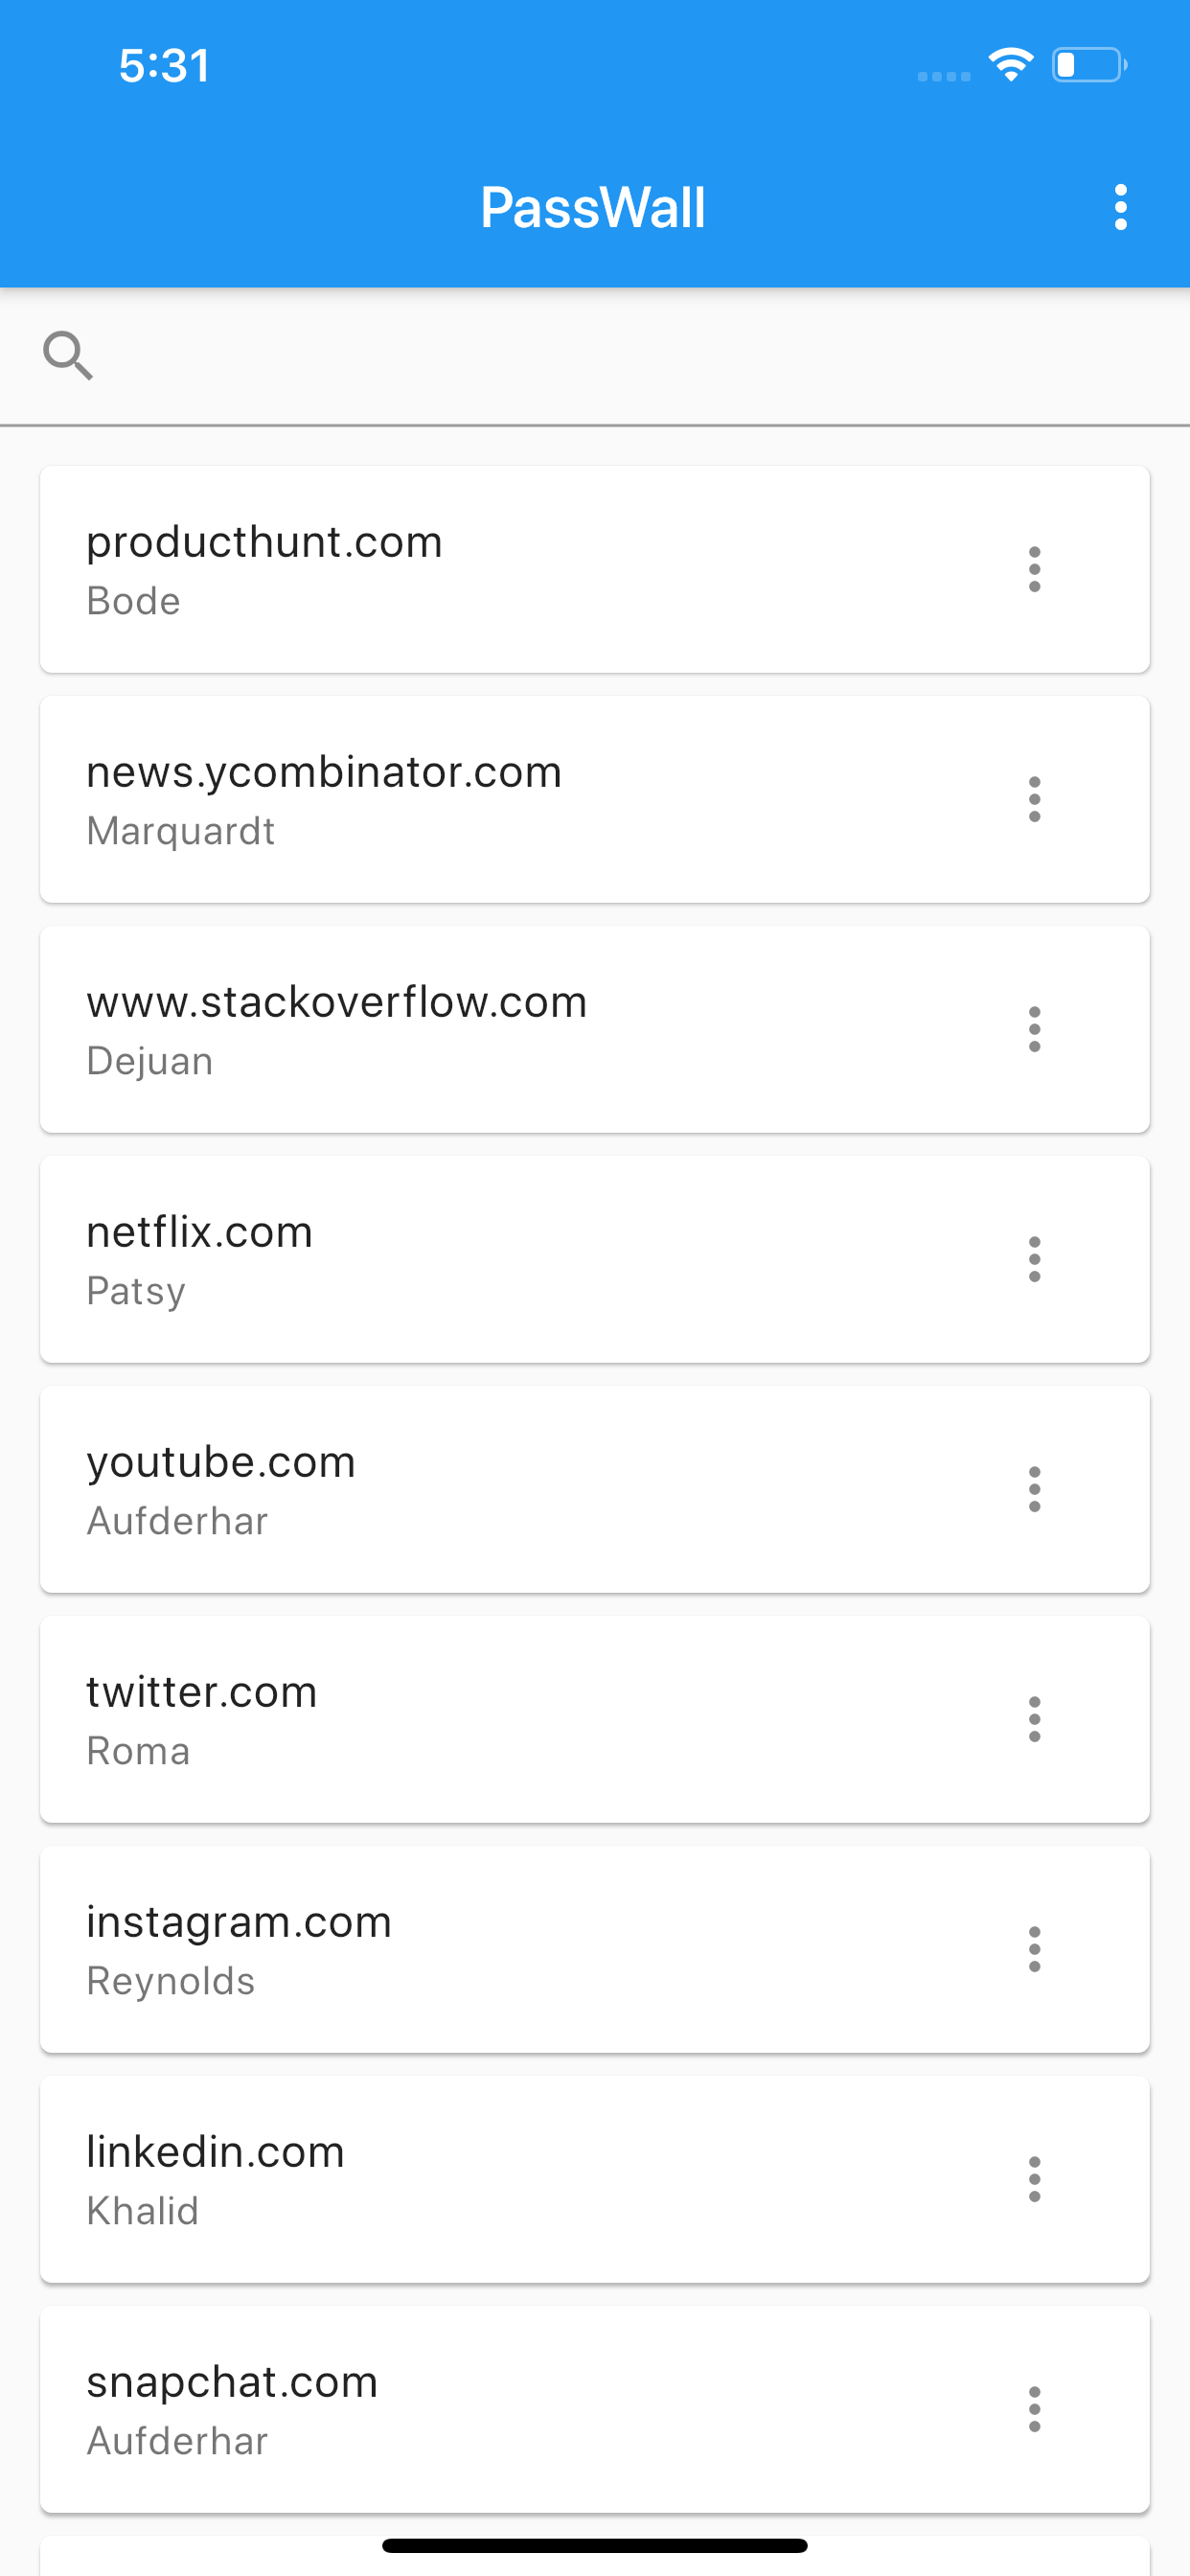 5:31
PassWall
producthunt.com
Bode
news.ycombinator.com
Marquardt
www.stackoverflow.com
Dejuan
netflix.com
Patsy
youtube.com
Aufderhar
twitter.com
Roma
instagram.com
Reynolds
linkedin.com
Khalid
snapchat.com
Aufderhar